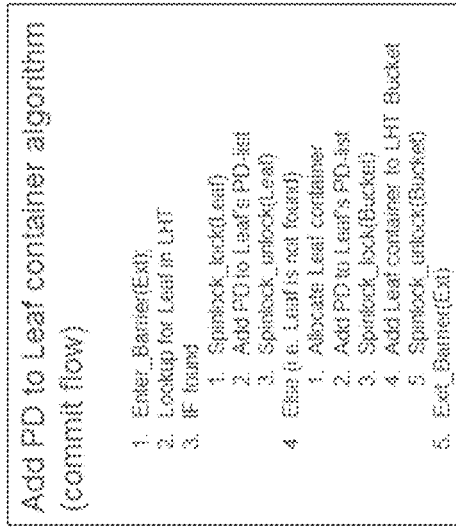 Add PD to Leaf container algorithm
(commit flow)
1. Enter_Barrier(Ext)
2. Lookup for Leaf in LHT
3. IF found
1. Spinlock_lock(Leaf)
2. Add PD to Leaf's PD-list
3. Spinlock_unlock(Leaf)
4. Else (i.e. Leaf is not found)
1. Allocate Leaf container
2. Add PD to Leaf's PD-list
3. Spinlock_lock(Bucket)
4. Add Leaf container to LHT Bucket
5. Spinlock_unlock(Bucket)
5. Exit_Barrier(Ext)